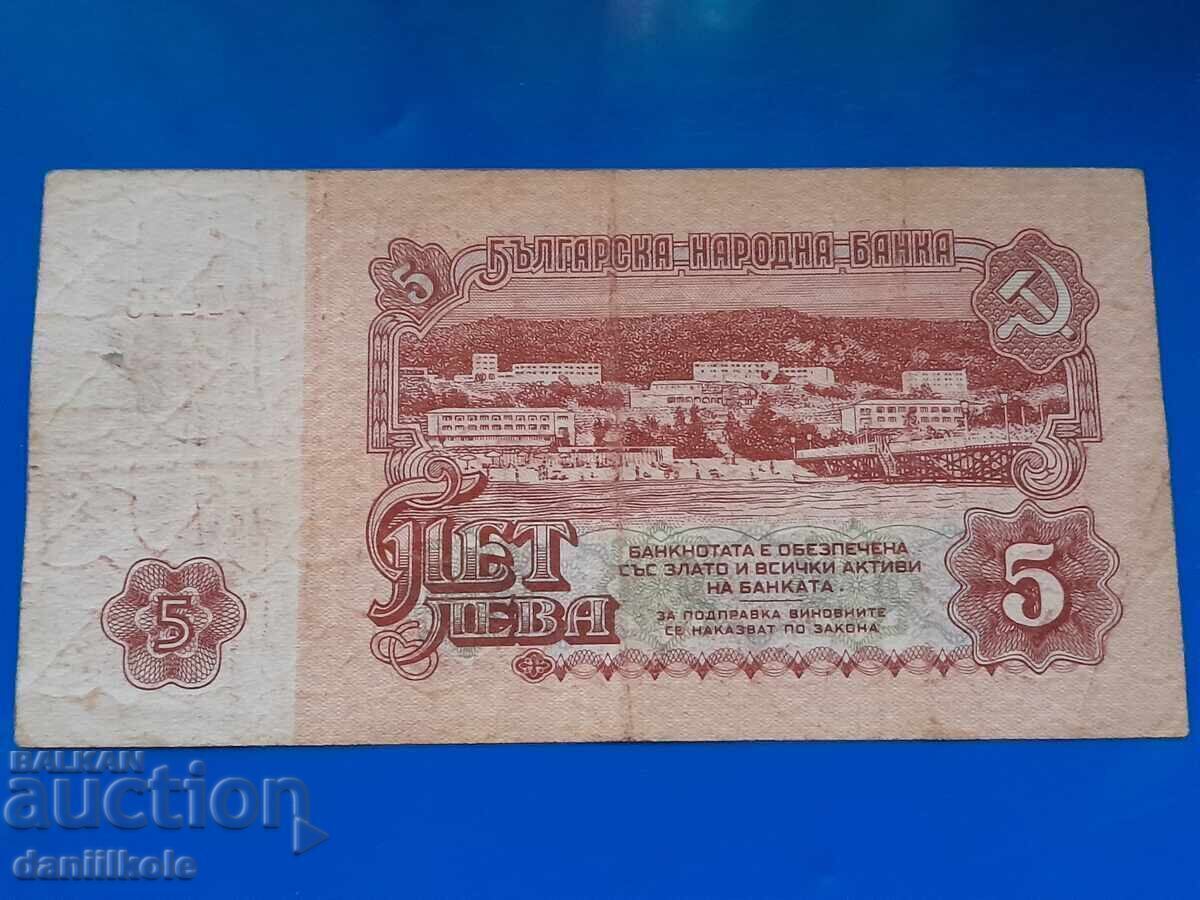 БЪЛГАРСКА НАРОДНА БАНКА
5
ПЕТ
ЛЕВА
БАНКНОТАТА Е ОБЕЗПЕЧЕНА
СЪС ЗЛАТО И ВСИЧКИ АКТИВИ
НА БАНКАТА.
ЗА ПОДПРАВКА ВИНОВНИТЕ
СЕ НАКАЗВАТ ПО ЗАКОНА
5
5
BALKAN
auction
daniilkole